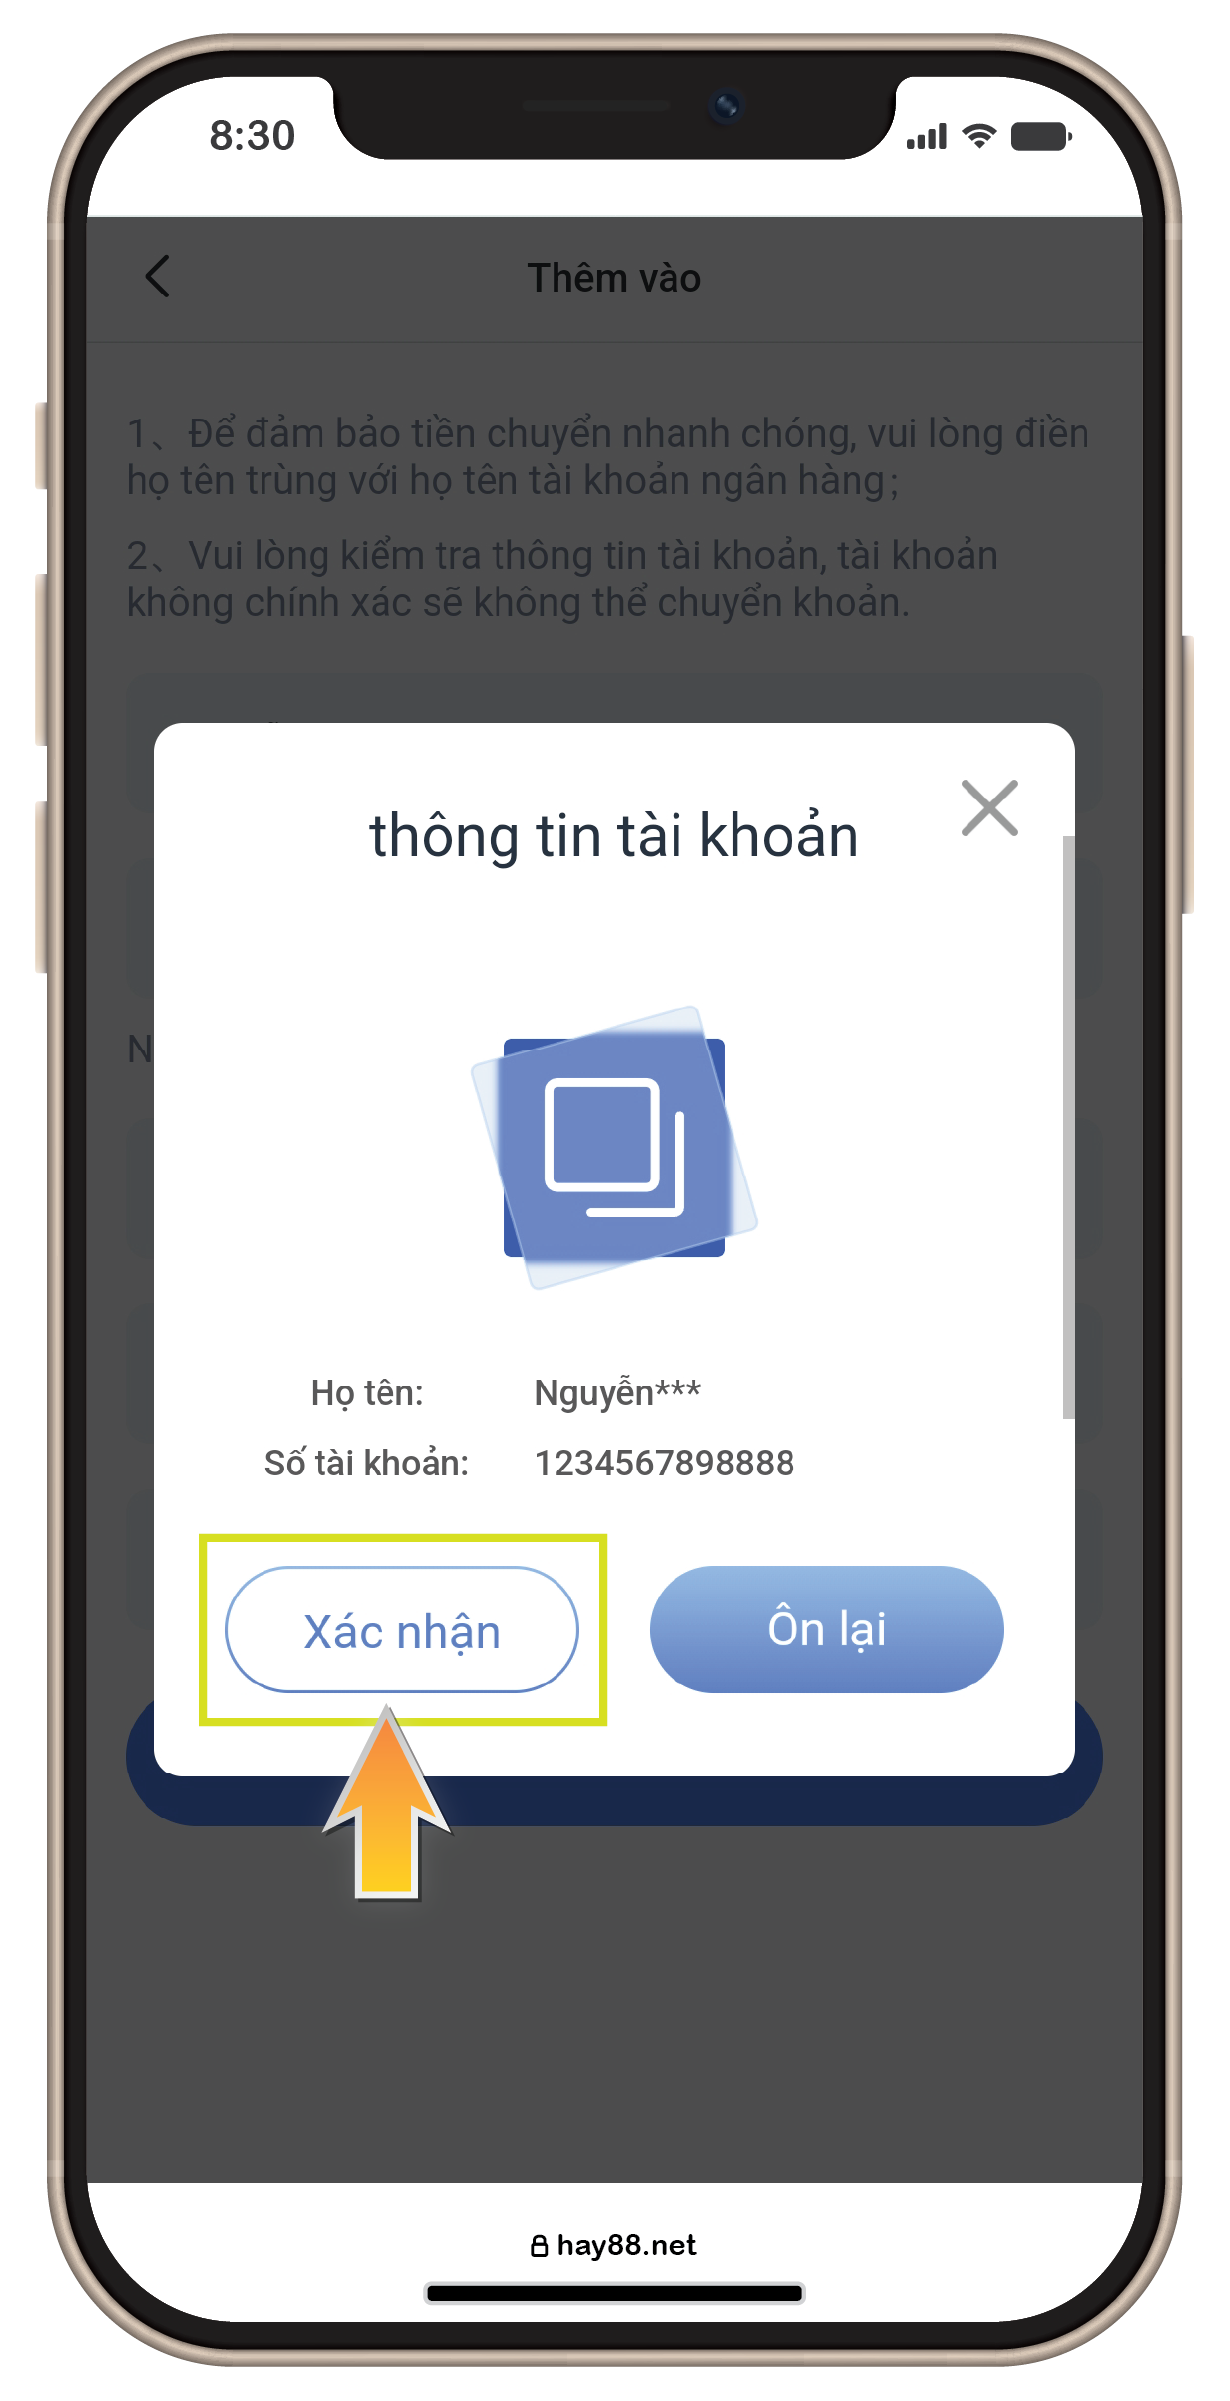 8:30
Thêm vào
1、Để đảm bảo tiền chuyển nhanh chóng, vui lòng điền
họ tên trùng với họ tên tài khoản ngân hàng;
2、Vui lòng kiểm tra thông tin tài khoản, tài khoản
không chính xác sẽ không thể chuyển khoản.
thông tin tài khoản
N
Họ tên: Nguyễn***
Số tài khoản: 1234567898888
Xác nhận Ôn lại
hay88.net